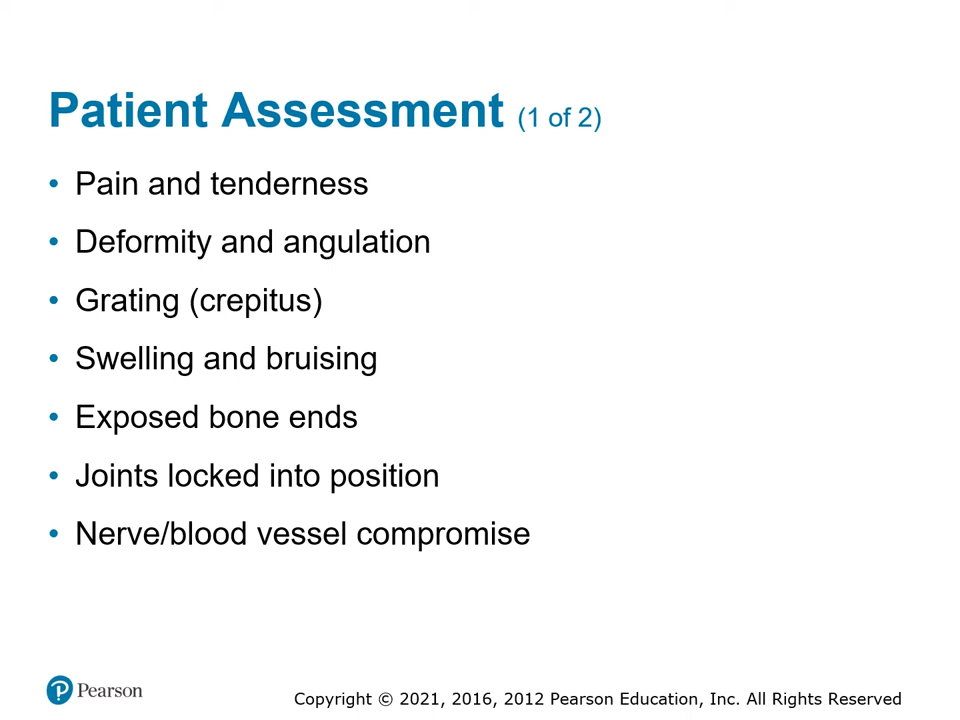 Patient Assessment (1 of 2)
• Pain and tenderness
• Deformity and angulation
• Grating (crepitus)
• Swelling and bruising
• Exposed bone ends
• Joints locked into position
• Nerve/blood vessel compromise
Pearson
Copyright © 2021, 2016, 2012 Pearson Education, Inc. All Rights Reserved